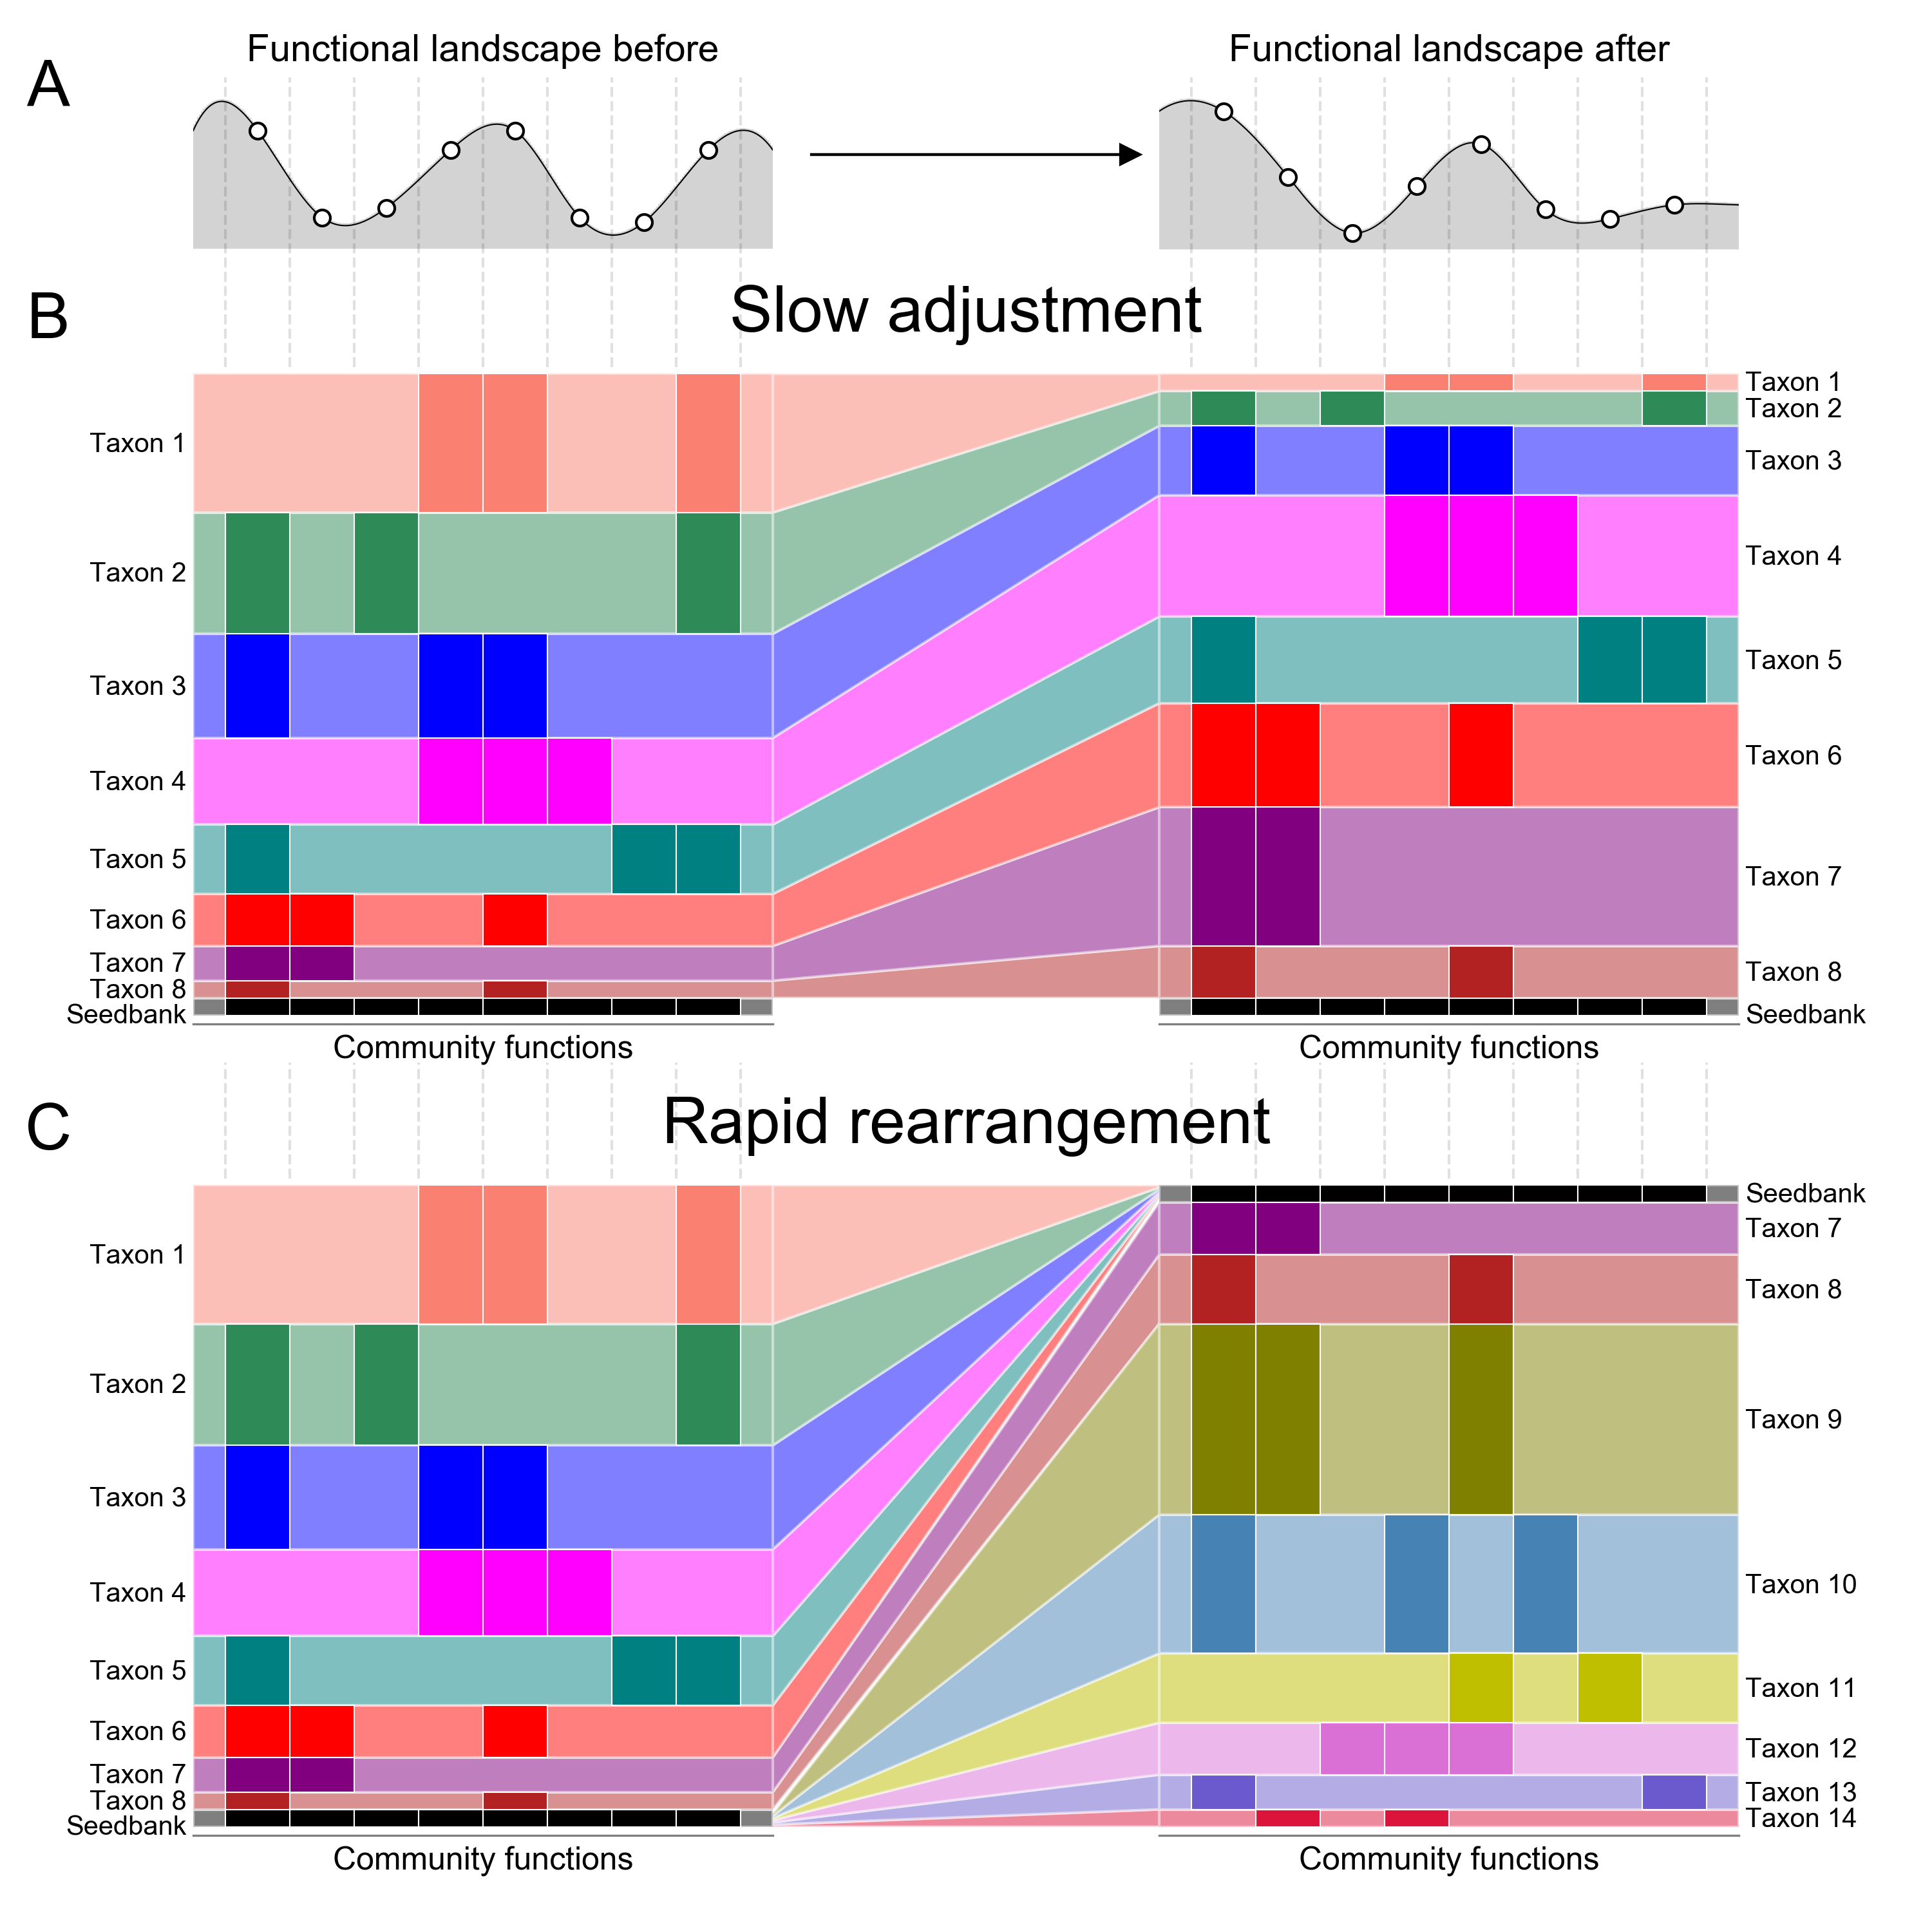 Functional landscape before
Functional landscape after
A
B
Slow adjustment
Taxon 1
Taxon 2
Taxon 3
Taxon 4
Taxon 5
Taxon 6
Taxon 7
Taxon 8
Seedbank
Community functions
Taxon 1
Taxon 2
Taxon 3
Taxon 4
Taxon 5
Taxon 6
Taxon 7
Taxon 8
Seedbank
Community functions
C
Rapid rearrangement
Taxon 1
Taxon 2
Taxon 3
Taxon 4
Taxon 5
Taxon 6
Taxon 7
Taxon 8
Seedbank
Community functions
Seedbank
Taxon 7
Taxon 8
Taxon 9
Taxon 10
Taxon 11
Taxon 12
Taxon 13
Taxon 14
Community functions